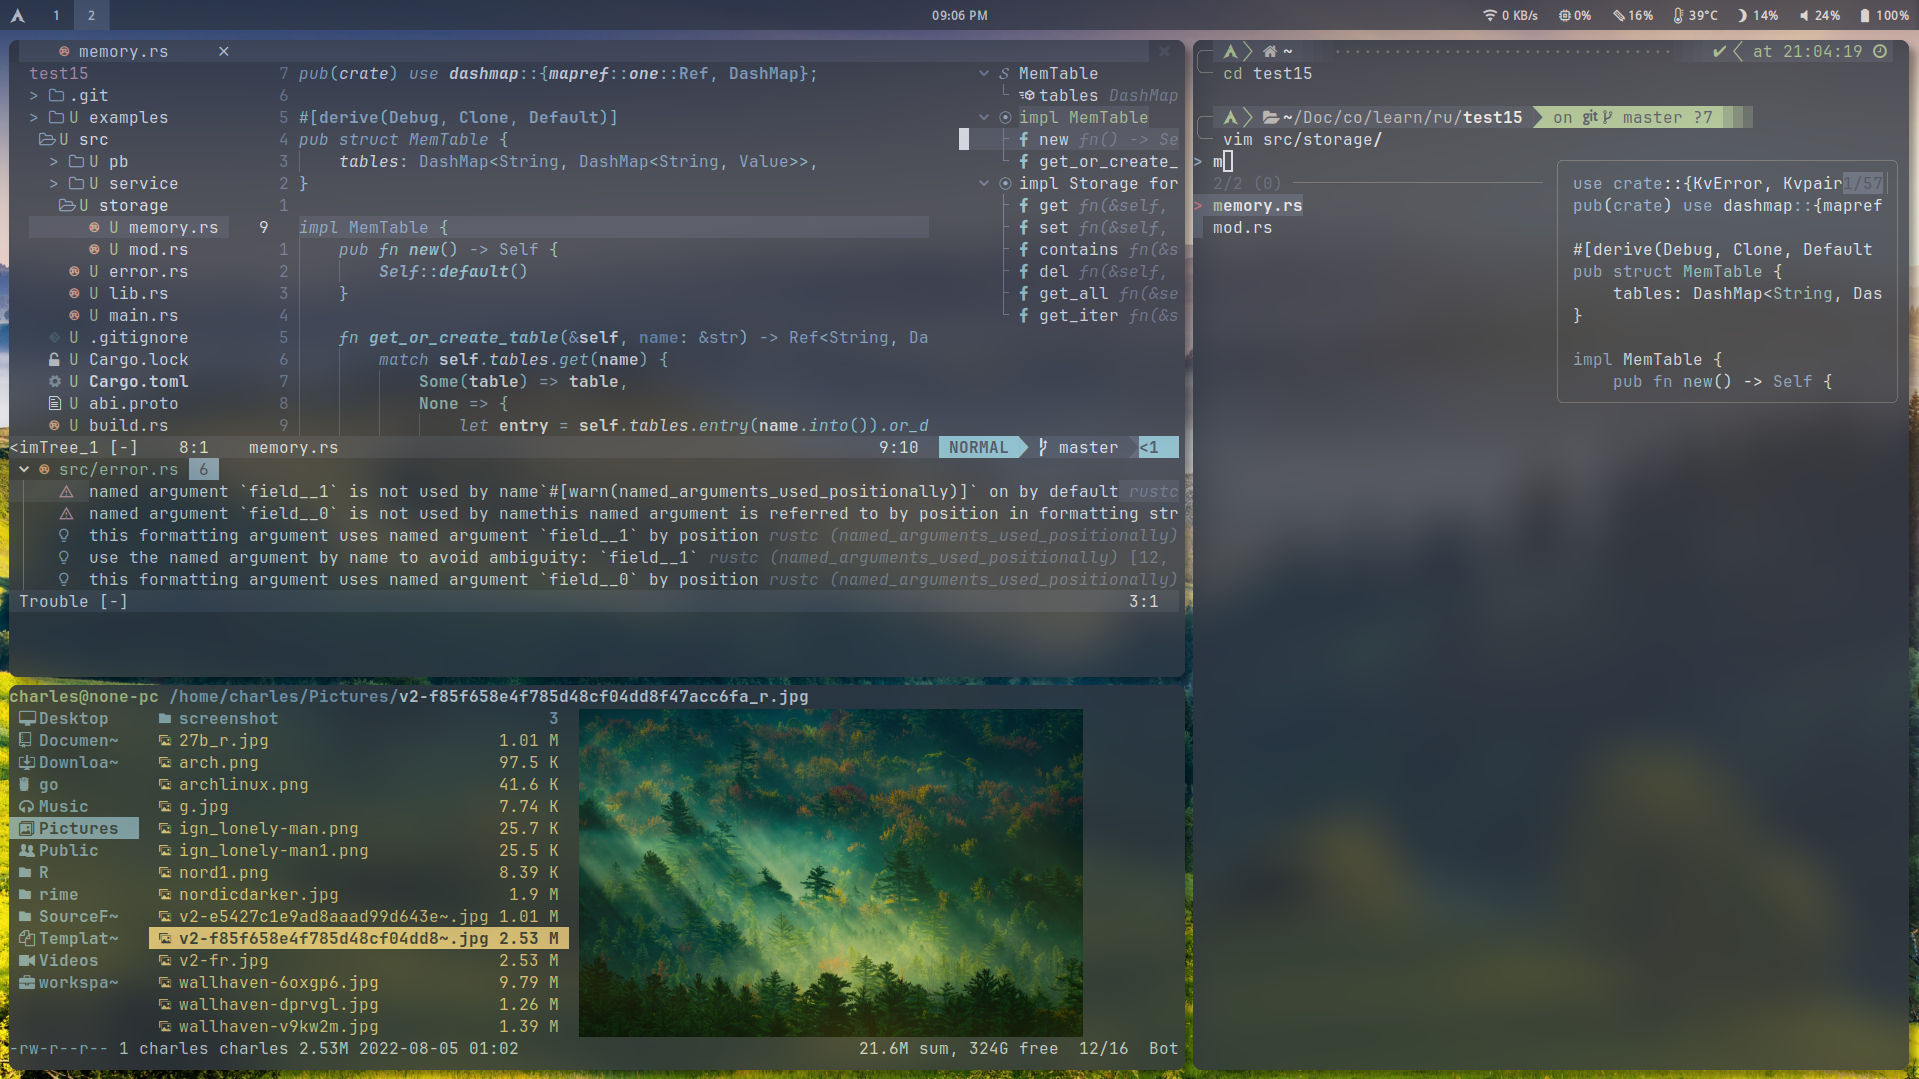 1 2 09:06 PM 0 KB/s 0% 16% 39°C 14% 24% 100%
memory.rs ×
test15
> .git
> examples
U src
> U pb
> U service
U storage
U memory.rs
U mod.rs
U error.rs
U lib.rs
U main.rs
U .gitignore
U Cargo.lock
U Cargo.toml
U abi.proto
U build.rs
7 pub(crate) use dashmap::{mapref::one::Ref, DashMap};
6
5 #[derive(Debug, Clone, Default)]
4 pub struct MemTable {
3 tables: DashMap<String, DashMap<String, Value>>,
2 }
1
9 impl MemTable {
1 pub fn new() -> Self {
2 Self::default()
3 }
4
5 fn get_or_create_table(&self, name: &str) -> Ref<String, Da
6 match self.tables.get(name) {
7 Some(table) => table,
8 None => {
9 let entry = self.tables.entry(name.into()).or_d
MemTable
tables DashMap
impl MemTable
new fn() -> Se
get_or_create_
impl Storage for
get fn(&self,
set fn(&self,
contains fn(&s
del fn(&self,
get_all fn(&se
get_iter fn(&s
<imTree_1 [-] 8:1 memory.rs 9:10 NORMAL master <1
src/error.rs 6
named argument `field__1` is not used by name`#[warn(named_arguments_used_positionally)]` on by default rustc
named argument `field__0` is not used by namethis named argument is referred to by position in formatting str
this formatting argument uses named argument `field__1` by position rustc (named_arguments_used_positionally)
use the named argument by name to avoid ambiguity: `field__1` rustc (named_arguments_used_positionally) [12,
this formatting argument uses named argument `field__0` by position rustc (named_arguments_used_positionally)
Trouble [-] 3:1
charles@none-pc /home/charles/Pictures/v2-f85f658e4f785d48cf04dd8f47acc6fa_r.jpg
Desktop
Documen~
Downloa~
go
Music
Pictures
Public
R
rime
SourceF~
Templat~
Videos
workspa~
screenshot 3
27b_r.jpg 1.01 M
arch.png 97.5 K
archlinux.png 41.6 K
g.jpg 7.74 K
ign_lonely-man.png 25.7 K
ign_lonely-man1.png 25.5 K
nord1.png 8.39 K
nordicdarker.jpg 1.9 M
v2-e5427c1e9ad8aaad99d643e~.jpg 1.01 M
v2-f85f658e4f785d48cf04dd8~.jpg 2.53 M
v2-fr.jpg 2.53 M
wallhaven-6oxgp6.jpg 9.79 M
wallhaven-dprvgl.jpg 1.26 M
wallhaven-v9kw2m.jpg 1.39 M
-rw-r--r-- 1 charles charles 2.53M 2022-08-05 01:02 21.6M sum, 324G free 12/16 Bot
~ at 21:04:19
cd test15
~/Doc/co/learn/ru/test15 on git master ?7
vim src/storage/
> m
2/2 (0)
> memory.rs
mod.rs
use crate::{KvError, Kvpair 1/57
pub(crate) use dashmap::{mapref
#[derive(Debug, Clone, Default
pub struct MemTable {
tables: DashMap<String, Das
}
impl MemTable {
pub fn new() -> Self {